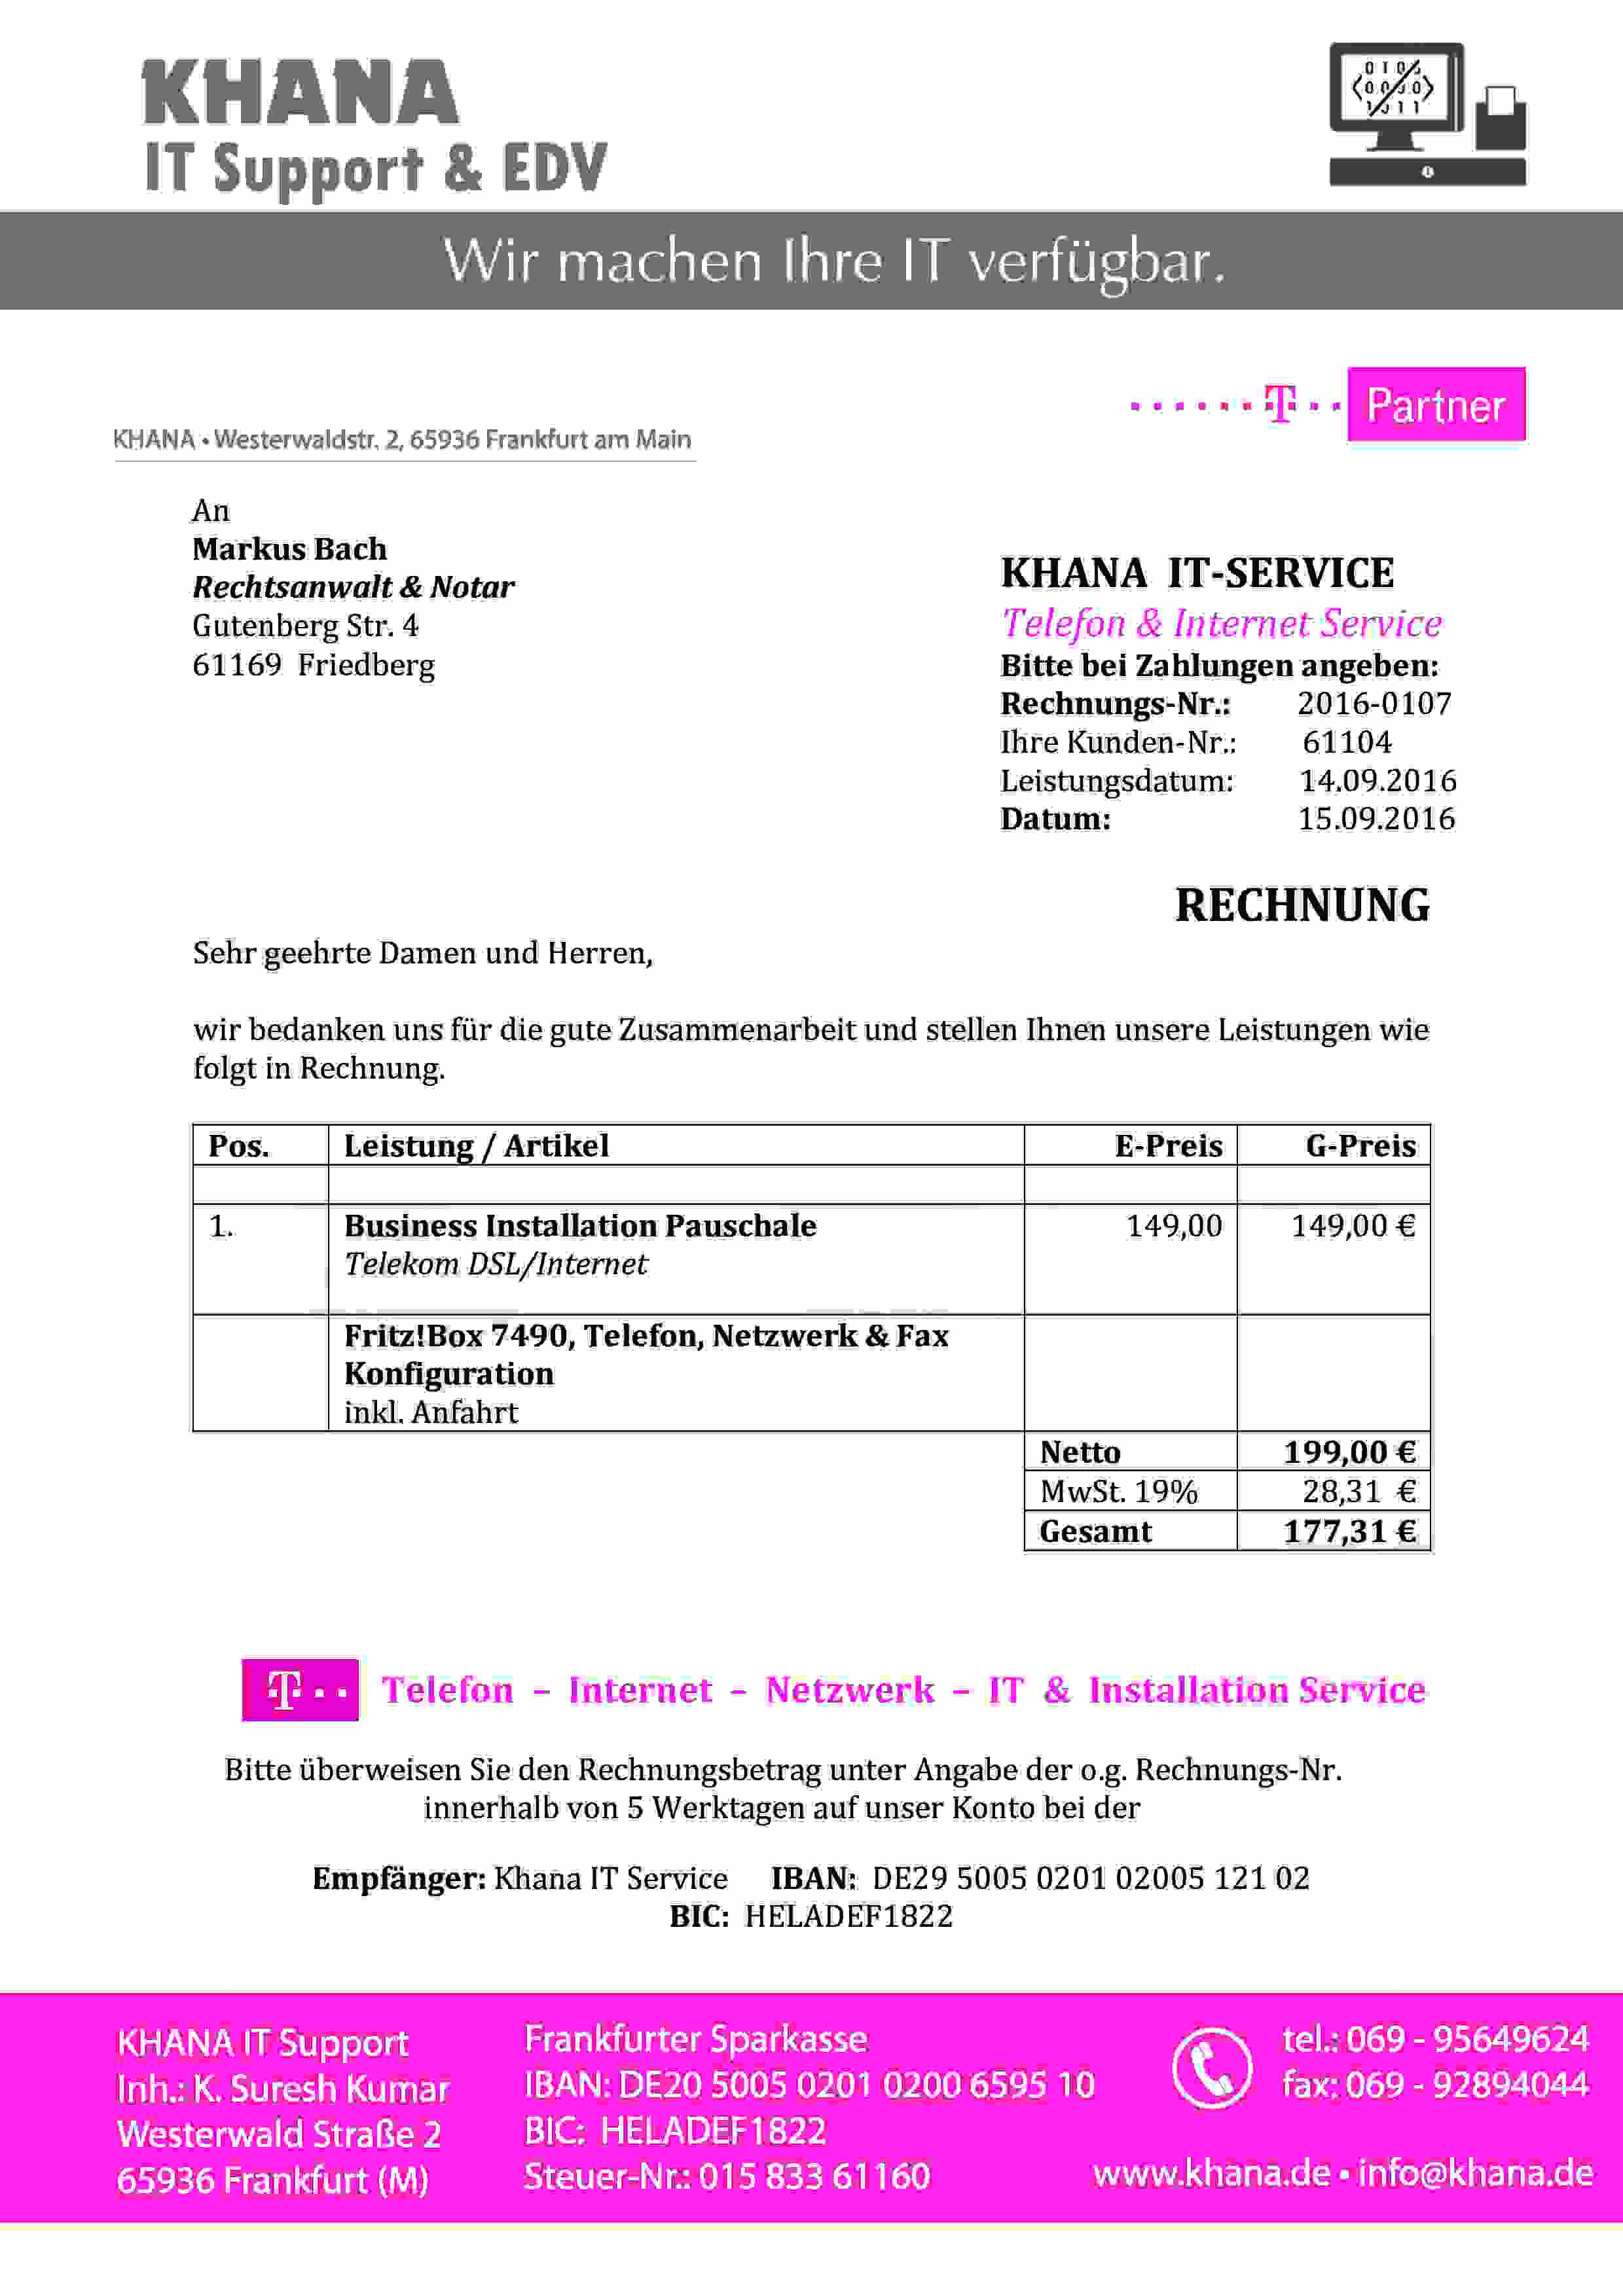 KHANA
IT Support & EDV
Wir machen Ihre IT verfügbar.
T Partner
KHANA • Westerwaldstr. 2, 65936 Frankfurt am Main
An
Markus Bach
Rechtsanwalt & Notar
Gutenberg Str. 4
61169 Friedberg
KHANA IT-SERVICE
Telefon & Internet Service
Bitte bei Zahlungen angeben:
Rechnungs-Nr.: 2016-0107
Ihre Kunden-Nr.: 61104
Leistungsdatum: 14.09.2016
Datum: 15.09.2016
RECHNUNG
Sehr geehrte Damen und Herren,
wir bedanken uns für die gute Zusammenarbeit und stellen Ihnen unsere Leistungen wie
folgt in Rechnung.
Pos. Leistung / Artikel E-Preis G-Preis
1. Business Installation Pauschale 149,00 149,00 €
Telekom DSL/Internet
Fritz!Box 7490, Telefon, Netzwerk & Fax
Konfiguration
inkl. Anfahrt
Netto 199,00 €
MwSt. 19% 28,31 €
Gesamt 177,31 €
T Telefon – Internet – Netzwerk – IT & Installation Service
Bitte überweisen Sie den Rechnungsbetrag unter Angabe der o.g. Rechnungs-Nr.
innerhalb von 5 Werktagen auf unser Konto bei der
Empfänger: Khana IT Service IBAN: DE29 5005 0201 02005 121 02
BIC: HELADEF1822
KHANA IT Support
Inh.: K. Suresh Kumar
Westerwald Straße 2
65936 Frankfurt (M)
Frankfurter Sparkasse
IBAN: DE20 5005 0201 0200 6595 10
BIC: HELADEF1822
Steuer-Nr.: 015 833 61160
tel.: 069 - 95649624
fax: 069 - 92894044
www.khana.de • info@khana.de